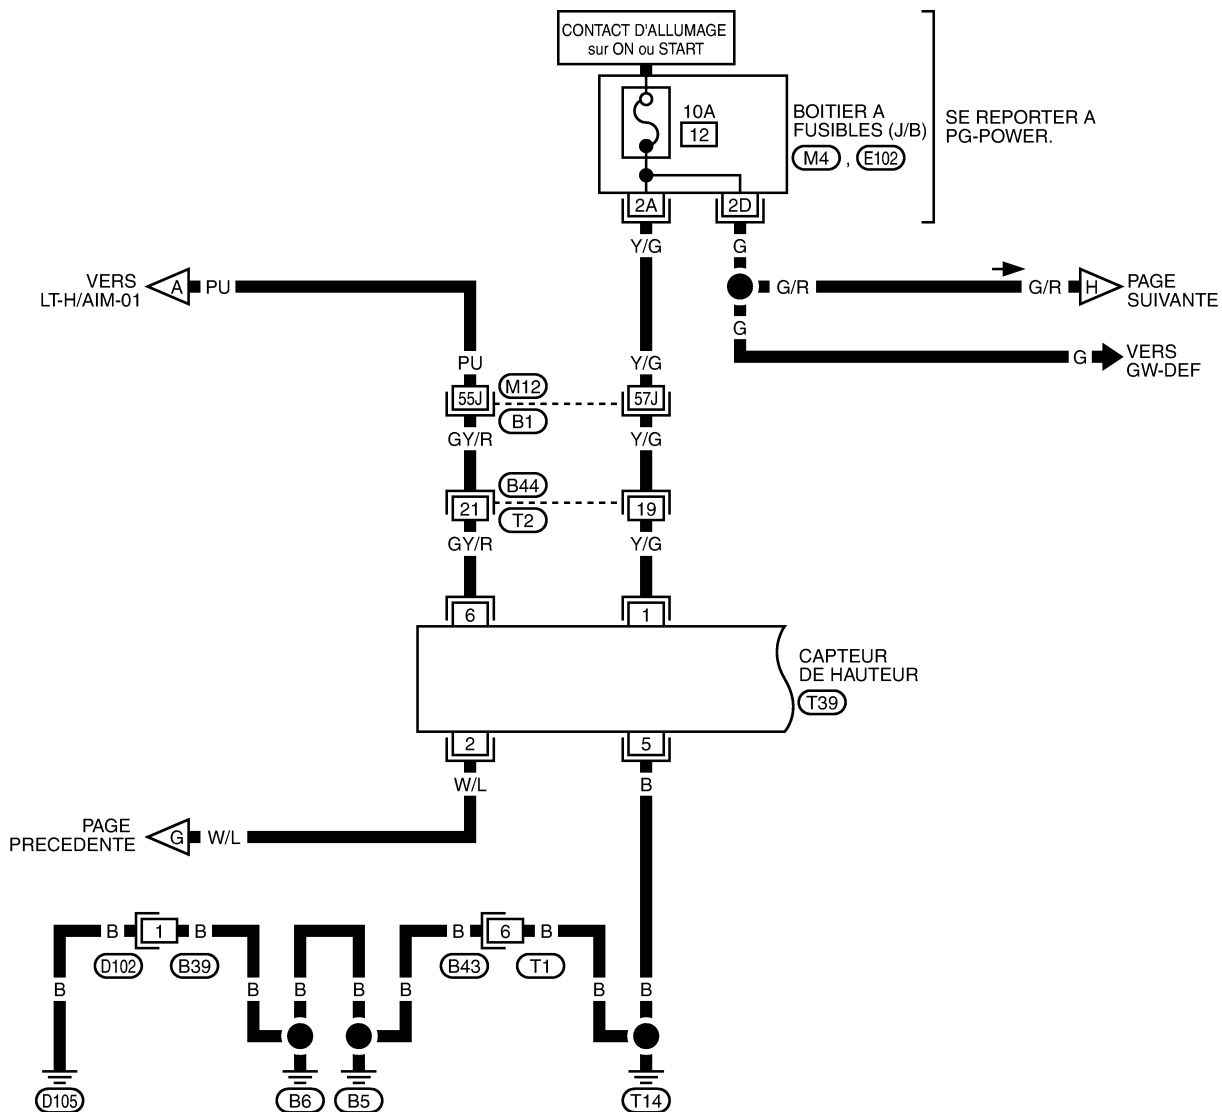 CONTACT D'ALLUMAGE
sur ON ou START
10A
12
BOITIER A
FUSIBLES (J/B)
M4 , E102
SE REPORTER A
PG-POWER.
2A
2D
Y/G
G
VERS
LT-H/AIM-01
A
PU
G/R
G/R
H
PAGE
SUIVANTE
G
G
VERS
GW-DEF
PU
Y/G
55J
M12
B1
57J
GY/R
Y/G
21
B44
T2
19
GY/R
Y/G
6
1
CAPTEUR
DE HAUTEUR
T39
2
5
W/L
B
PAGE
PRECEDENTE
G
W/L
B
1
B
B
6
B
D102
B39
B43
T1
B
B
B
B
B
B
B
D105
B6
B5
T14